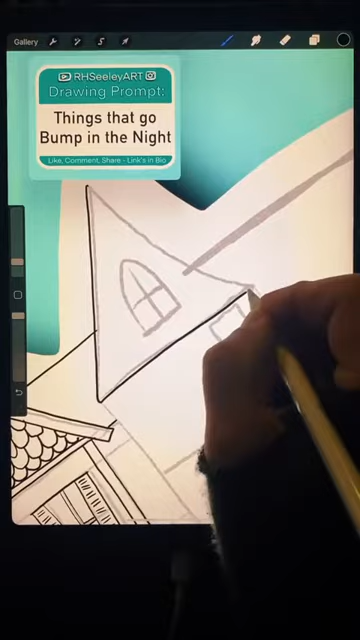 Gallery
RHSeeleyART
Drawing Prompt:
Things that go
Bump in the Night
Like, Comment, Share - Link's in Bio